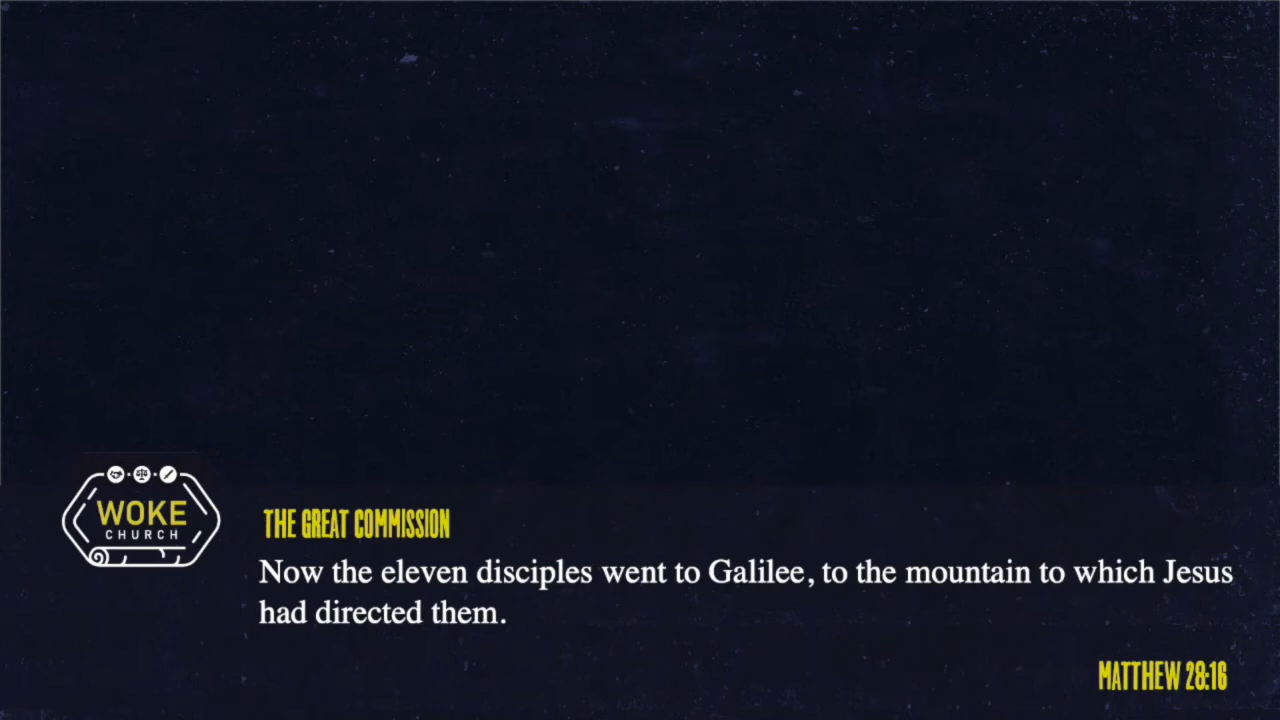 WOKE
CHURCH
THE GREAT COMMISSION
Now the eleven disciples went to Galilee, to the mountain to which Jesus
had directed them.
MATTHEW 28:16